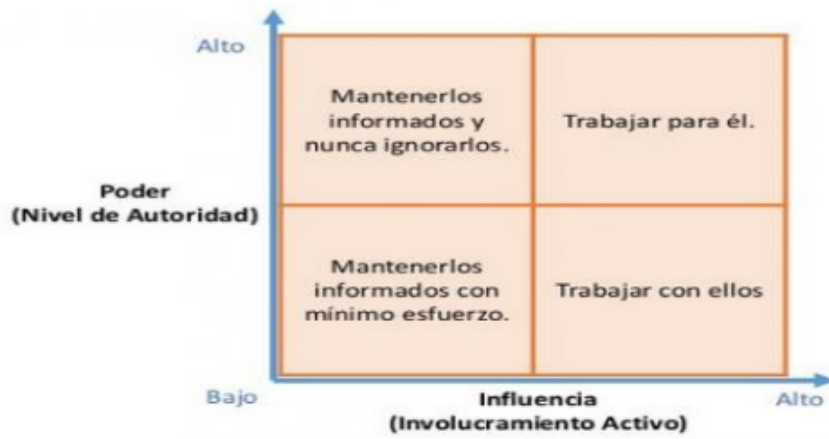 Alto
Mantenerlos
informados y
nunca ignorarlos.
Trabajar para él.
Poder
(Nivel de Autoridad)
Mantenerlos
informados con
mínimo esfuerzo.
Trabajar con ellos
Bajo
Influencia
Alto
(Involucramiento Activo)